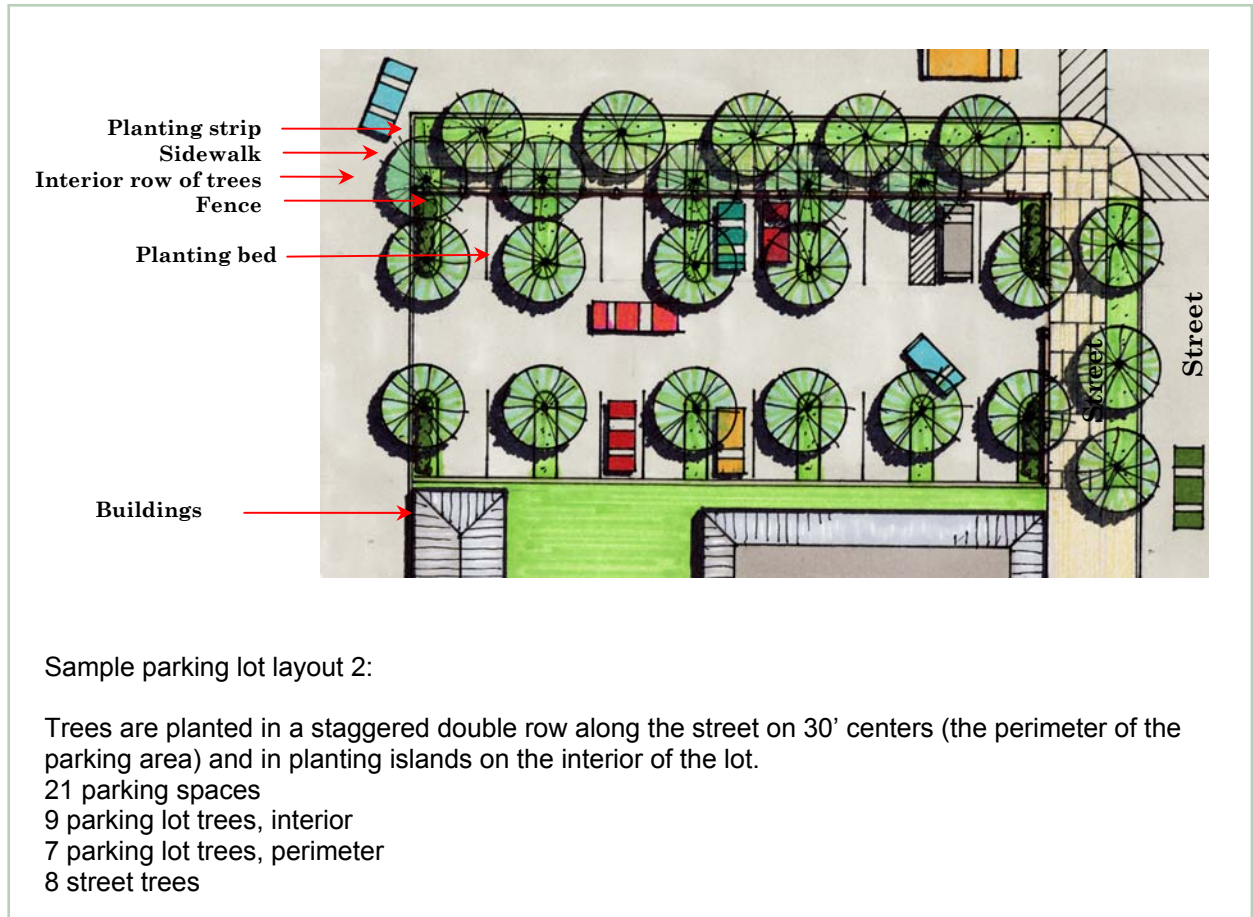 Planting strip
Sidewalk
Interior row of trees
Fence
Planting bed
Street
Street
Buildings
Sample parking lot layout 2:
Trees are planted in a staggered double row along the street on 30’ centers (the perimeter of the
parking area) and in planting islands on the interior of the lot.
21 parking spaces
9 parking lot trees, interior
7 parking lot trees, perimeter
8 street trees